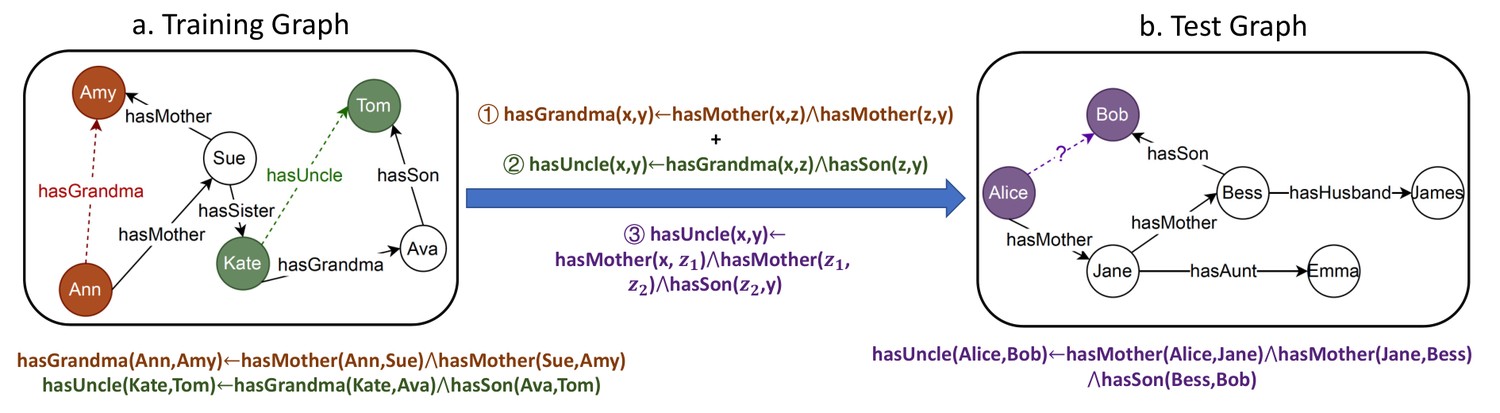 a. Training Graph
Amy
hasMother
Tom
Sue
hasUncle
hasSon
hasGrandma
hasSister
hasMother
Kate
hasGrandma
Ava
Ann
hasGrandma(Ann,Amy)←hasMother(Ann,Sue)⋀hasMother(Sue,Amy)
hasUncle(Kate,Tom)←hasGrandma(Kate,Ava)⋀hasSon(Ava,Tom)
① hasGrandma(x,y)←hasMother(x,z)⋀hasMother(z,y)
+
② hasUncle(x,y)←hasGrandma(x,z)⋀hasSon(z,y)
③ hasUncle(x,y)←
hasMother(x, z₁)⋀hasMother(z₁,
z₂)⋀hasSon(z₂,y)
b. Test Graph
Bob
?
hasSon
Alice
Bess
hasHusband
James
hasMother
hasMother
Jane
hasAunt
Emma
hasUncle(Alice,Bob)←hasMother(Alice,Jane)⋀hasMother(Jane,Bess)
⋀hasSon(Bess,Bob)